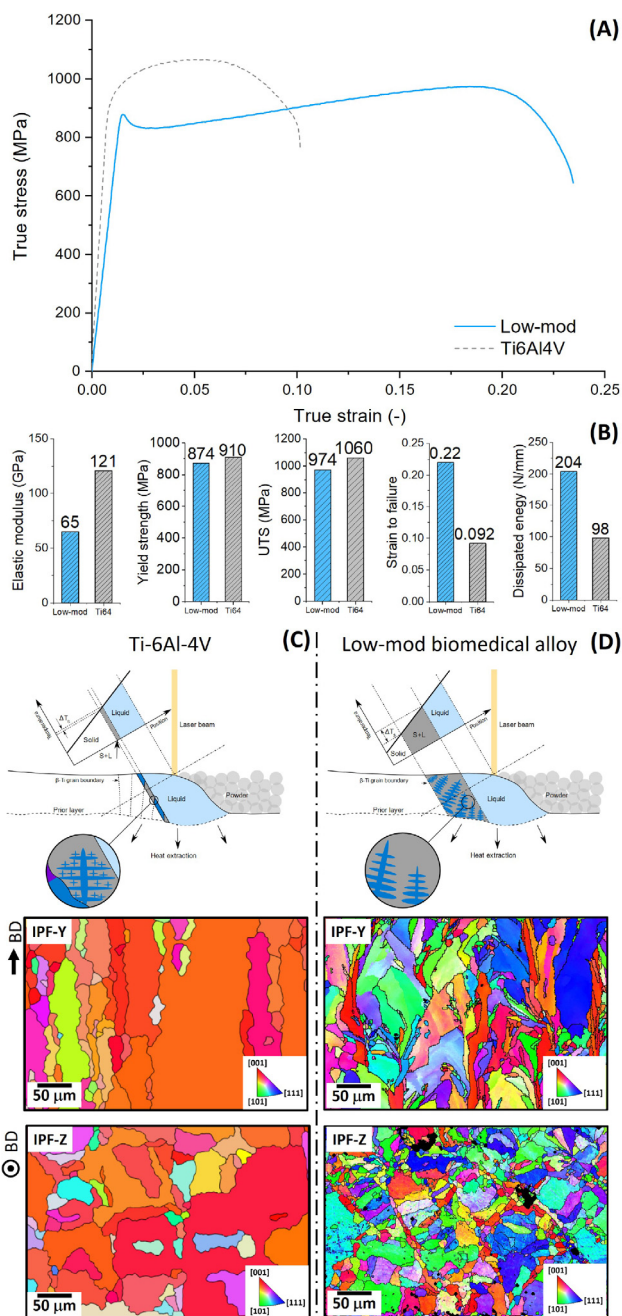 (A)
1200
1000
800
600
400
200
0
True stress (MPa)
Low-mod
Ti6Al4V
0.00 0.05 0.10 0.15 0.20 0.25
True strain (-)
(B)
Elastic modulus (GPa)
150
100
50
0
65
121
Low-mod Ti64
Yield strength (MPa)
1000
800
600
400
200
0
874 910
Low-mod Ti64
UTS (MPa)
1200
1000
800
600
400
200
0
974 1060
Low-mod Ti64
Strain to failure
0.25
0.20
0.15
0.10
0.05
0.00
0.22
0.092
Low-mod Ti64
Dissipated energy (N/mm)
250
200
150
100
50
0
204
98
Low-mod Ti64
Ti-6Al-4V
(C)
Temperature
ΔT
Solid
Liquid
Position
S+L
Laser beam
β-Ti grain boundary
Prior layer
Liquid
Powder
Heat extraction
Low-mod biomedical alloy
(D)
ΔT
Solid
S+L
Liquid
Position
Laser beam
β-Ti grain boundary
Prior layer
Liquid
Powder
Heat extraction
BD
IPF-Y
50 µm
[001]
[111]
[101]
IPF-Y
50 µm
[001]
[111]
[101]
BD
IPF-Z
50 µm
[001]
[111]
[101]
IPF-Z
50 µm
[001]
[111]
[101]